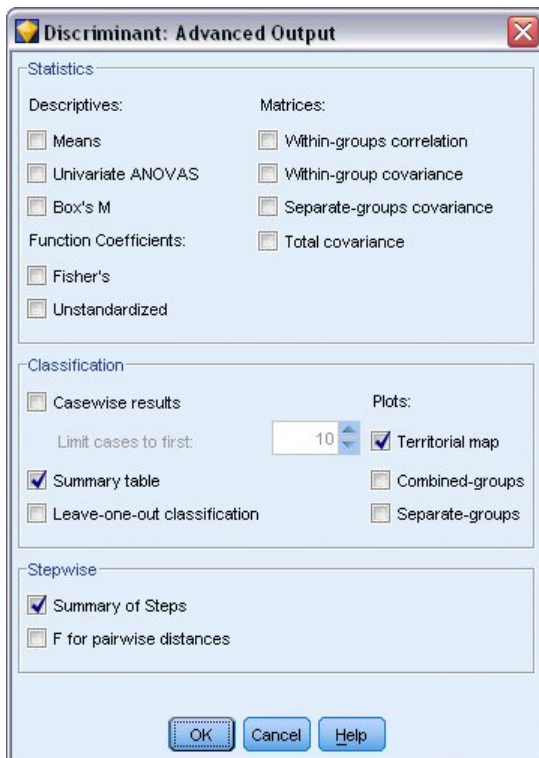 Discriminant: Advanced Output
Statistics
Descriptives:
Means
Univariate ANOVAS
Box's M
Function Coefficients:
Fisher's
Unstandardized
Matrices:
Within-groups correlation
Within-group covariance
Separate-groups covariance
Total covariance
Classification
Casewise results
Limit cases to first: 10
Summary table
Leave-one-out classification
Plots:
Territorial map
Combined-groups
Separate-groups
Stepwise
Summary of Steps
F for pairwise distances
OK Cancel Help